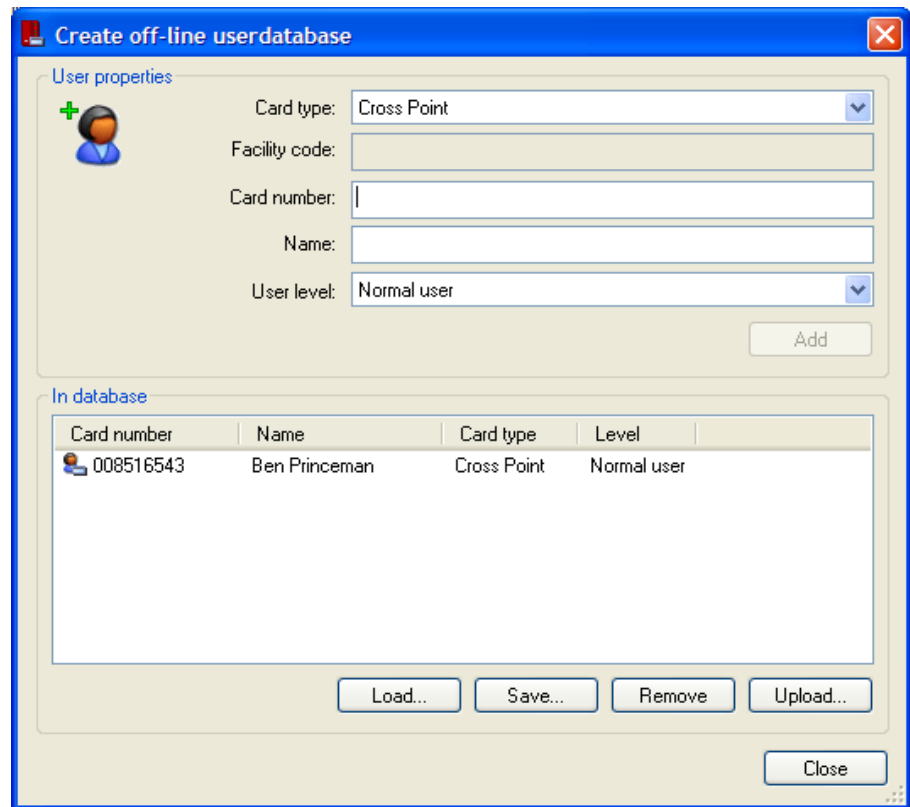 Create off-line userdatabase
User properties
Card type: Cross Point
Facility code:
Card number:
Name:
User level: Normal user
Add
In database
Card number Name Card type Level
008516543 Ben Princeman Cross Point Normal user
Load... Save... Remove Upload...
Close